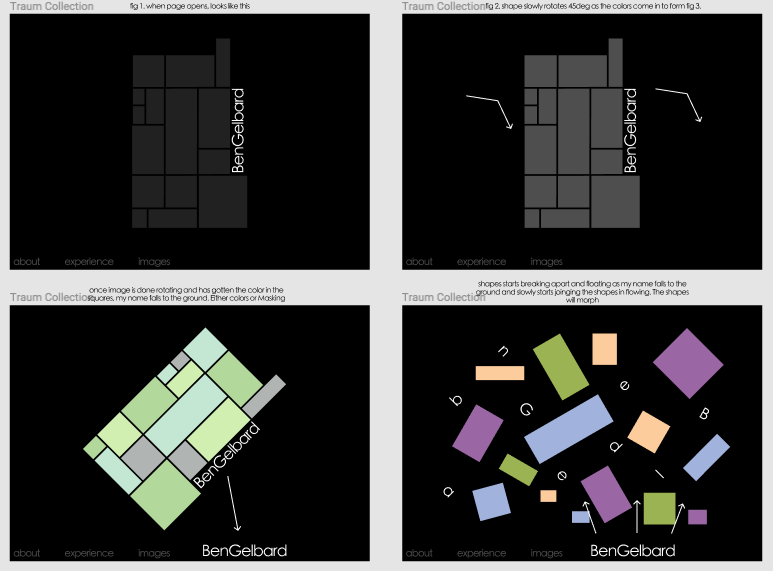 Traum Collection
fig 1. when page opens, looks like this
BenGelbard
about experience images
Traum Collection
fig 2. shape slowly rotates 45deg as the colors come in to form fig 3.
BenGelbard
about experience images
once image is done rotating and has gotten the color in the
Traum Collection
squares, my name falls to the ground. Either colors or Masking
BenGelbard
BenGelbard
about experience images
shapes starts breaking apart and floating as my name falls to the
Traum Collection
ground and slowly starts joinging the shapes in flowing. The shapes
will morph
n
e
b
G
B
d
l
e
a
BenGelbard
about experience images